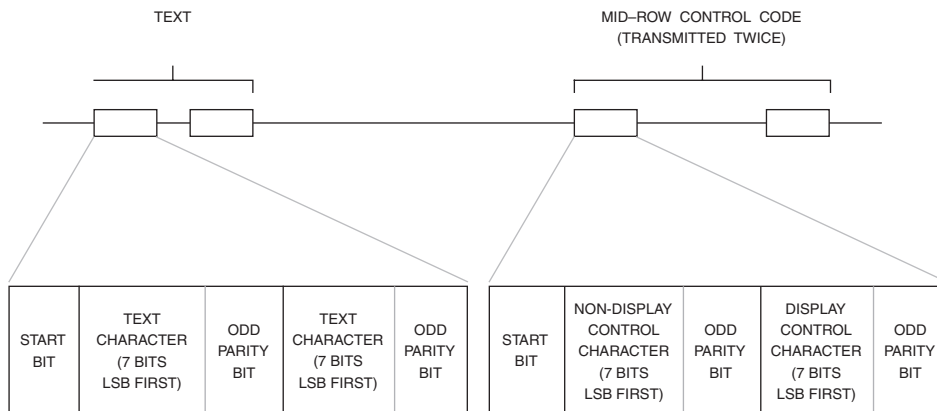 TEXT
MID–ROW CONTROL CODE
(TRANSMITTED TWICE)
START
BIT
TEXT
CHARACTER
(7 BITS
LSB FIRST)
ODD
PARITY
BIT
TEXT
CHARACTER
(7 BITS
LSB FIRST)
ODD
PARITY
BIT
START
BIT
NON-DISPLAY
CONTROL
CHARACTER
(7 BITS
LSB FIRST)
ODD
PARITY
BIT
DISPLAY
CONTROL
CHARACTER
(7 BITS
LSB FIRST)
ODD
PARITY
BIT